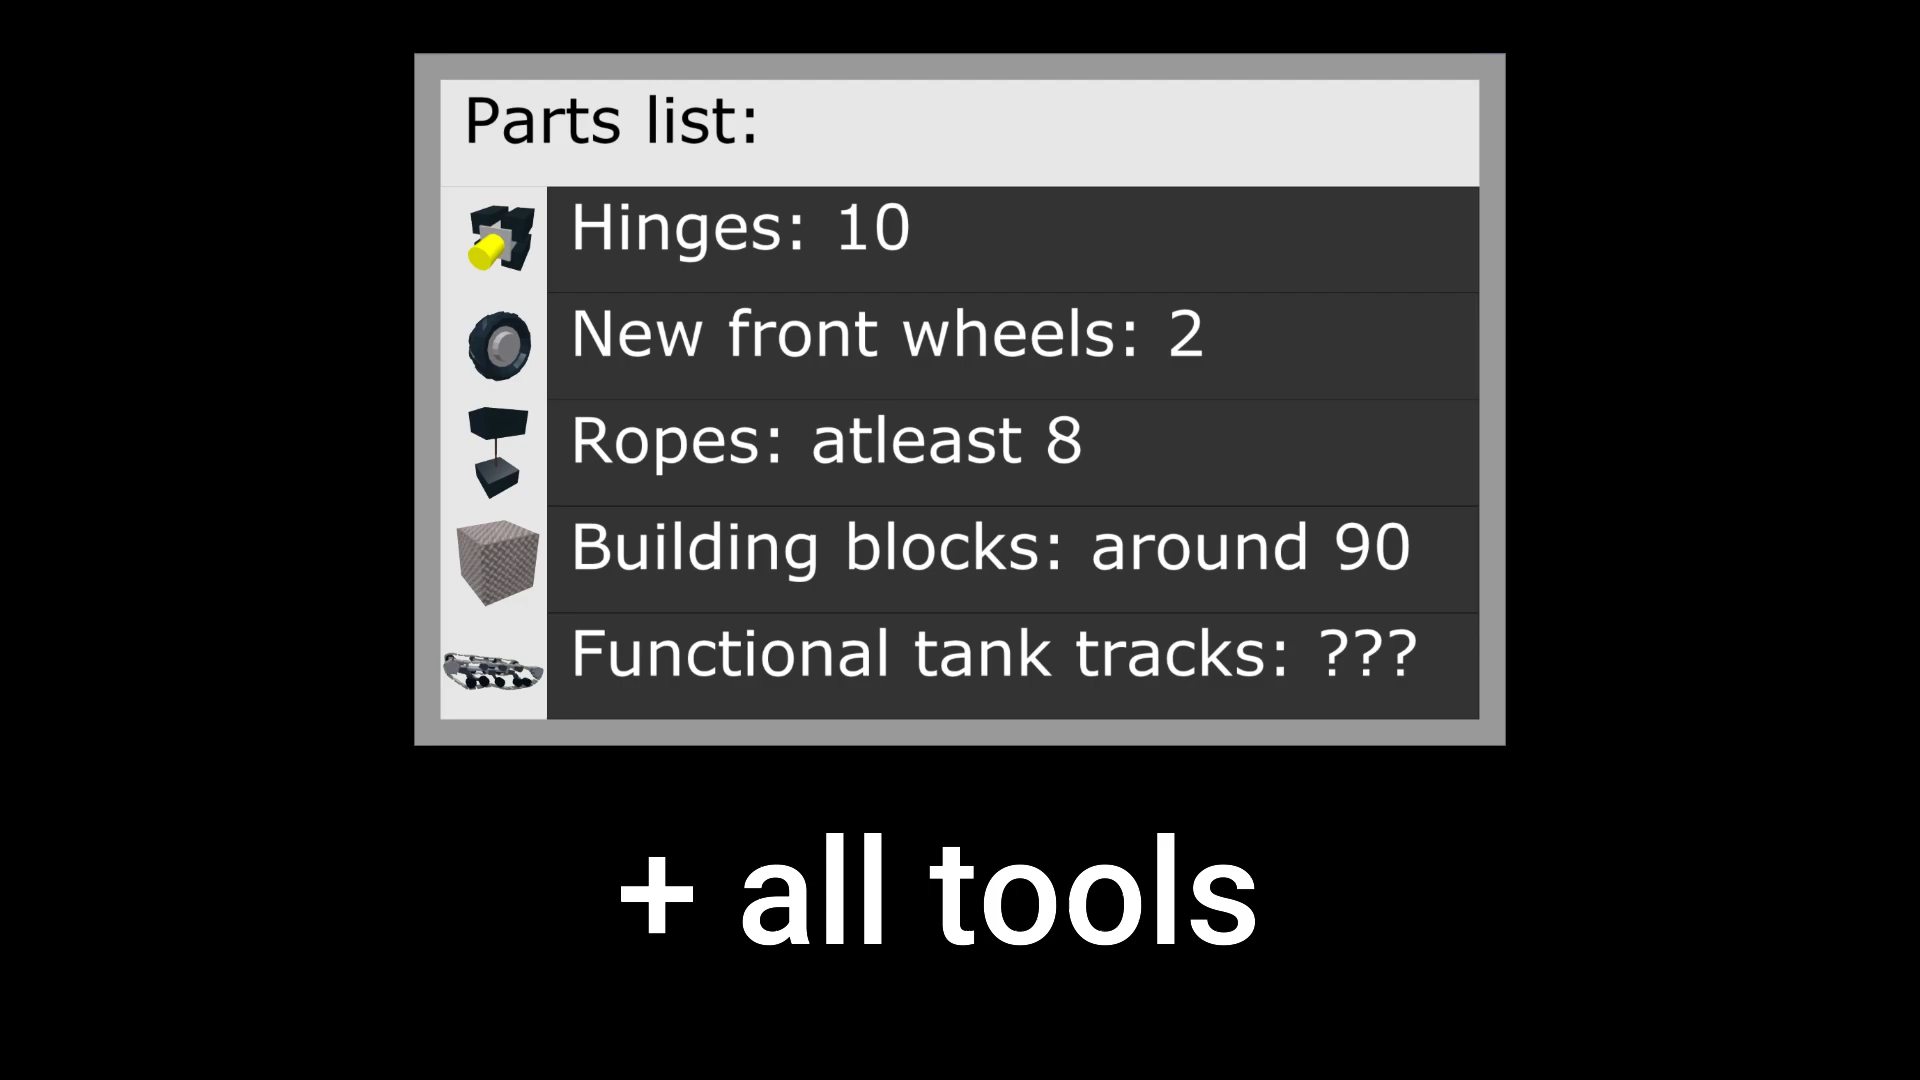 Parts list:
Hinges: 10
New front wheels: 2
Ropes: atleast 8
Building blocks: around 90
Functional tank tracks: ???
+ all tools